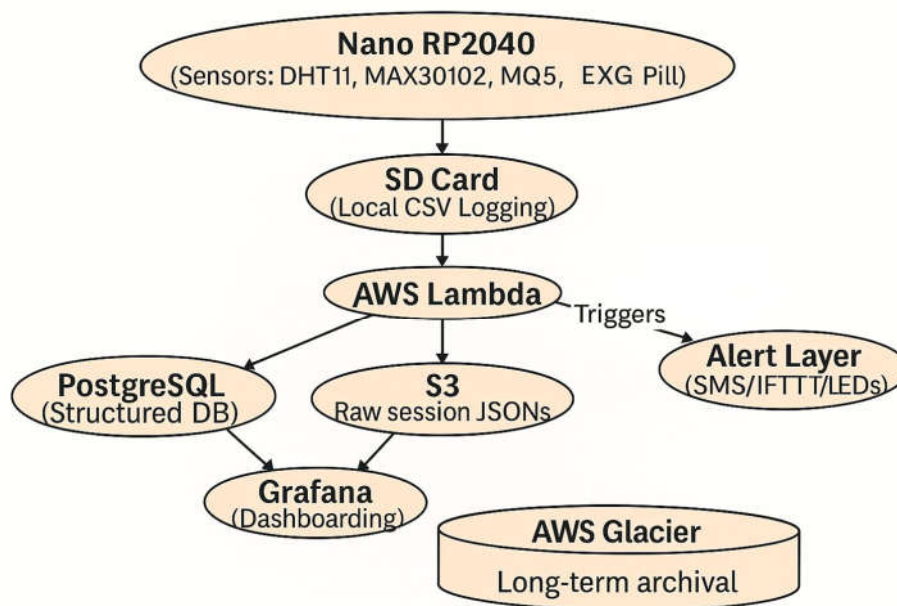 Nano RP2040
(Sensors: DHT11, MAX30102, MQ5, EXG Pill)
SD Card
(Local CSV Logging)
AWS Lambda
Triggers
Alert Layer
(SMS/IFTTT/LEDs)
PostgreSQL
(Structured DB)
S3
Raw session JSONs
Grafana
(Dashboarding)
AWS Glacier
Long-term archival